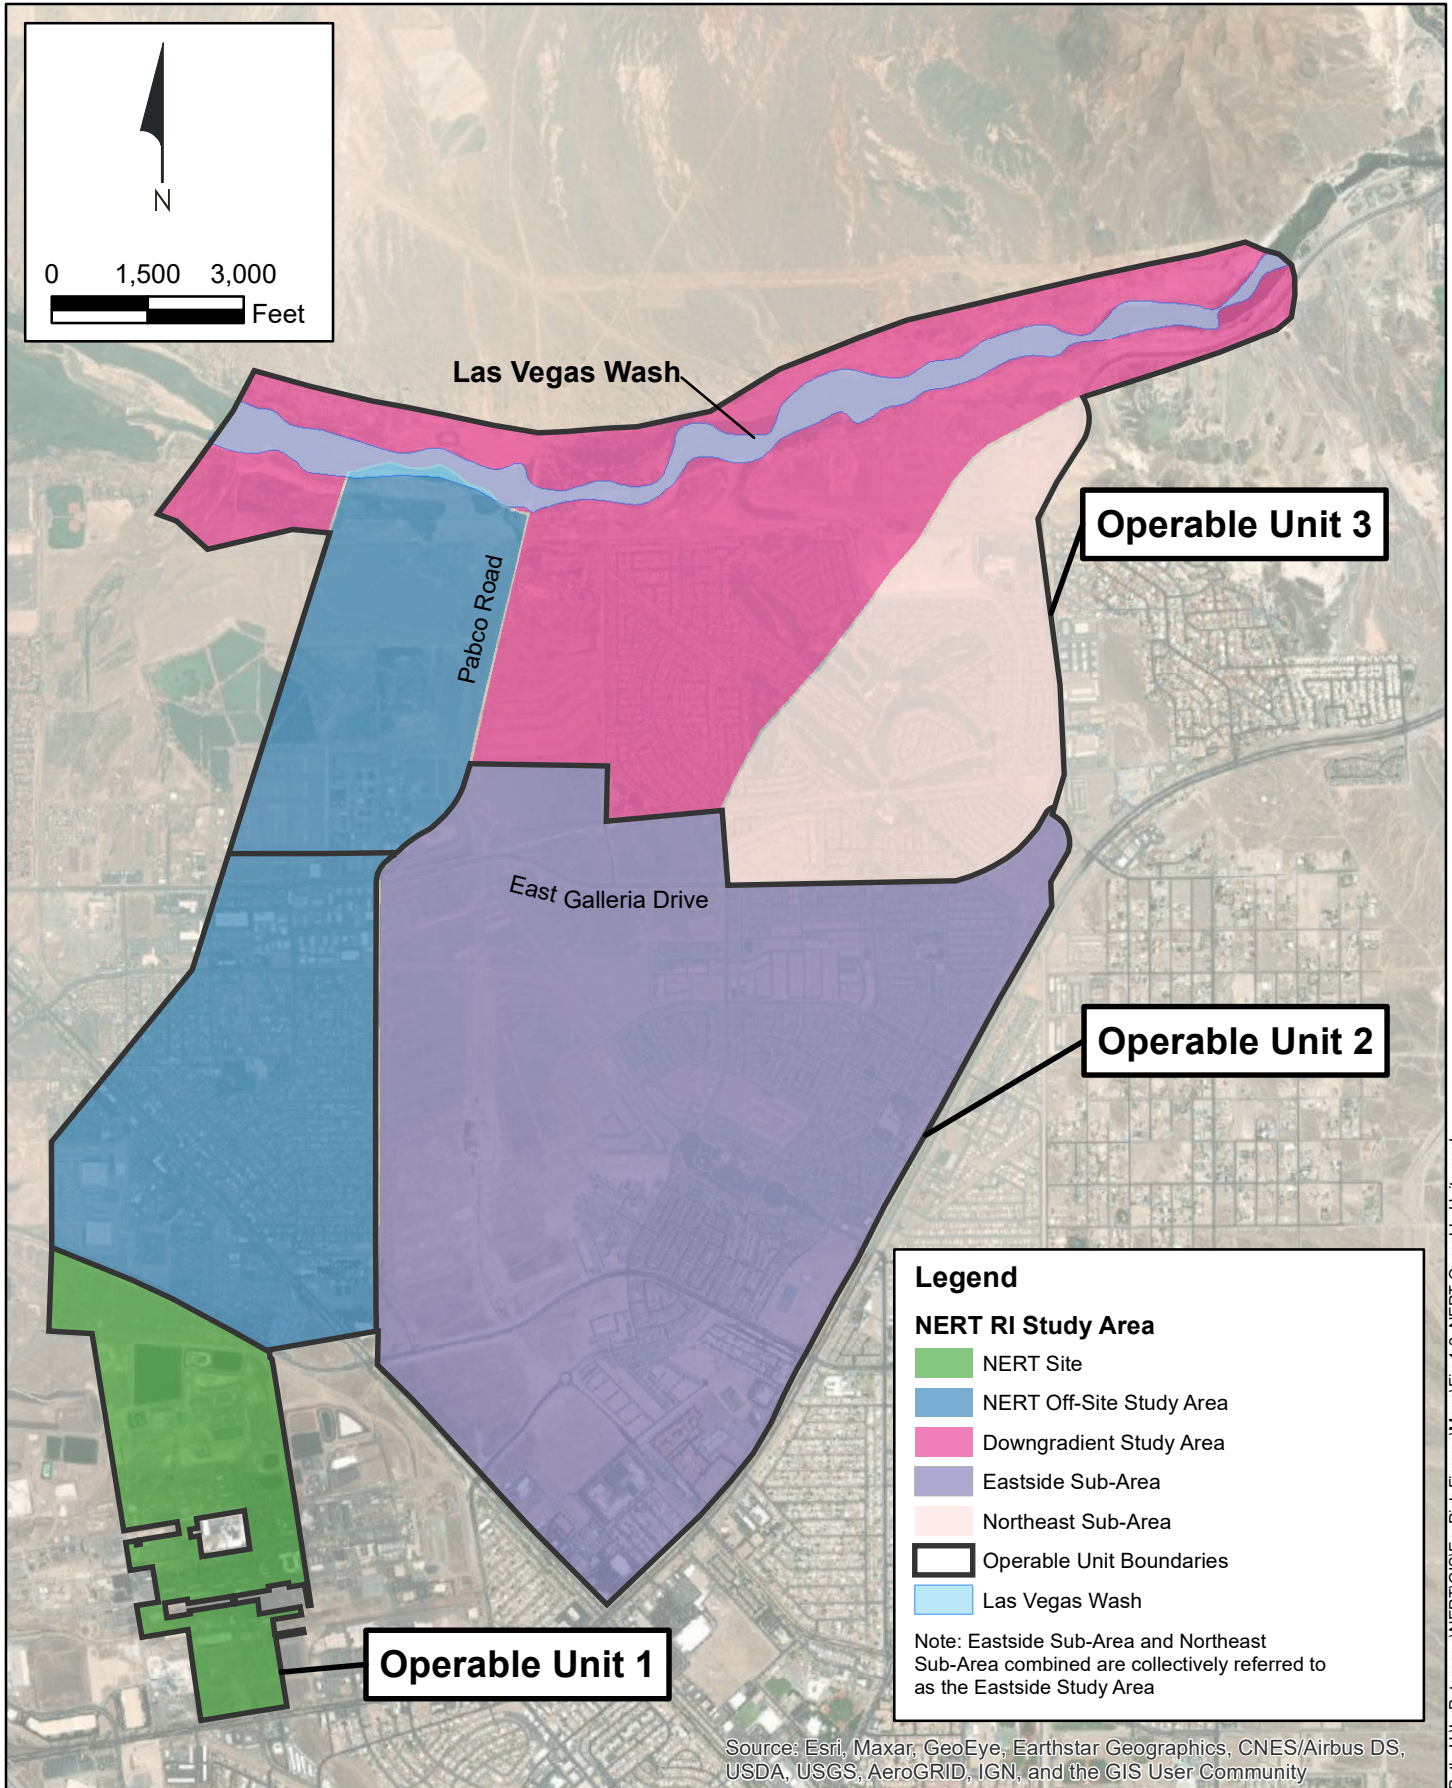 N
0 1,500 3,000
Feet
Las Vegas Wash
Operable Unit 3
Pabco Road
East Galleria Drive
Operable Unit 2
Legend
NERT RI Study Area
NERT Site
NERT Off-Site Study Area
Downgradient Study Area
Eastside Sub-Area
Northeast Sub-Area
Operable Unit Boundaries
Las Vegas Wash
Note: Eastside Sub-Area and Northeast
Sub-Area combined are collectively referred to
as the Eastside Study Area
Operable Unit 1
Source: Esri, Maxar, GeoEye, Earthstar Geographics, CNES/Airbus DS,
USDA, USGS, AeroGRID, IGN, and the GIS User Community